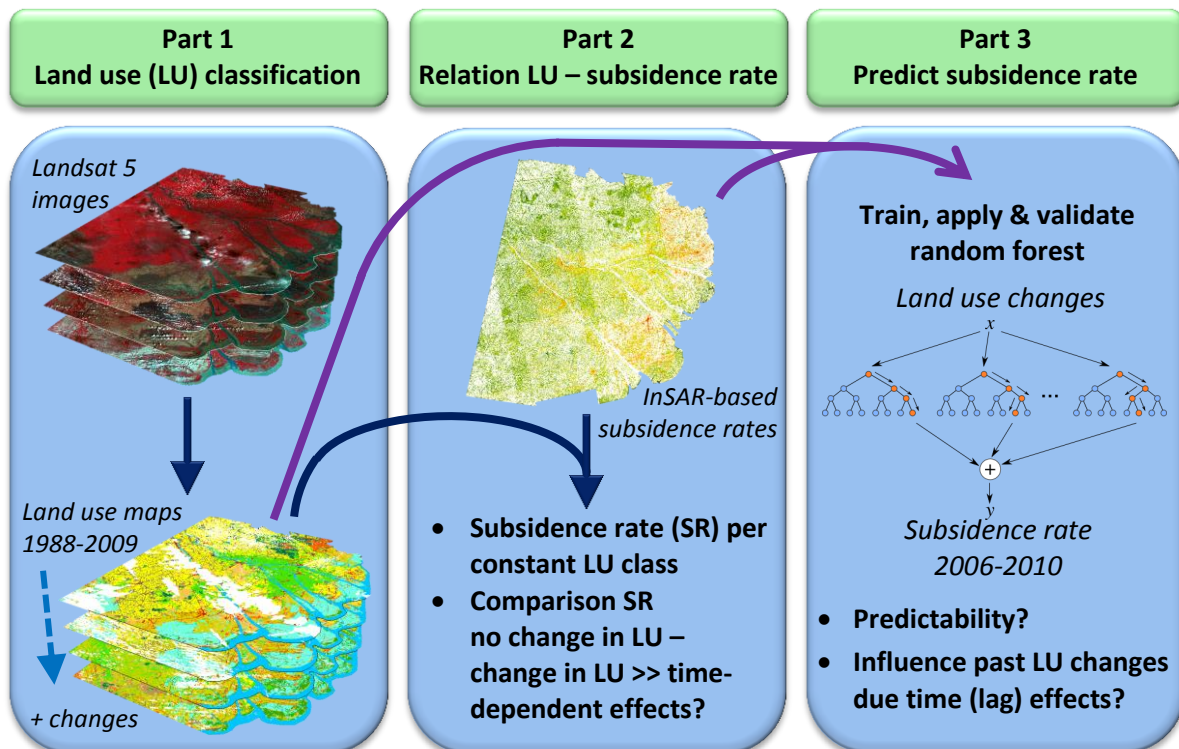 Part 1
Land use (LU) classification
Part 2
Relation LU – subsidence rate
Part 3
Predict subsidence rate
Landsat 5
images
Land use maps
1988-2009
+ changes
InSAR-based
subsidence rates
• Subsidence rate (SR) per
constant LU class
• Comparison SR
no change in LU –
change in LU >> time-
dependent effects?
Train, apply & validate
random forest
Land use changes
x
...
+
y
Subsidence rate
2006-2010
• Predictability?
• Influence past LU changes
due time (lag) effects?